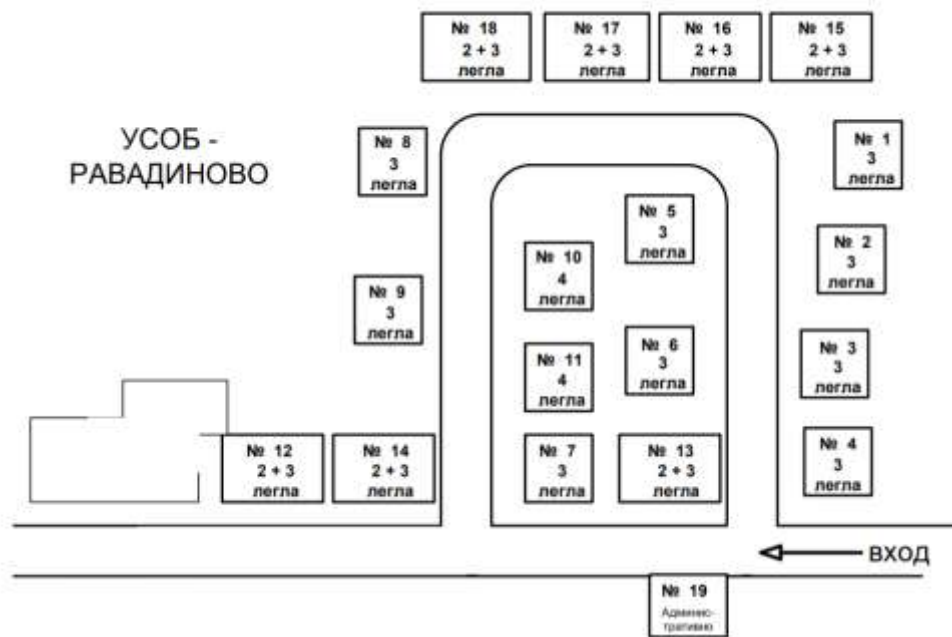 № 18
2 + 3
легла
№ 17
2 + 3
легла
№ 16
2 + 3
легла
№ 15
2 + 3
легла
УСОБ -
РАВАДИНОВО
№ 8
3
легла
№ 1
3
легла
№ 5
3
легла
№ 2
3
легла
№ 10
4
легла
№ 9
3
легла
№ 6
3
легла
№ 3
3
легла
№ 11
4
легла
№ 12
2 + 3
легла
№ 14
2 + 3
легла
№ 7
3
легла
№ 13
2 + 3
легла
№ 4
3
легла
ВХОД
№ 19
Админис-
тративно